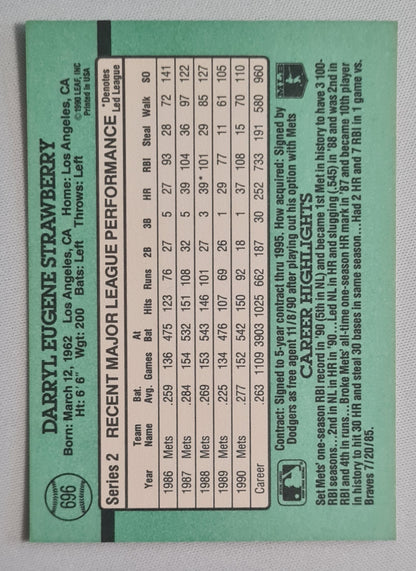 696
DARRYL EUGENE STRAWBERRY
©1990 LEAF, INC
Printed in USA
Born: March 12, 1962 Los Angeles, CA Home: Los Angeles, CA
Ht: 6' 6" Wgt: 200 Bats: Left Throws: Left
Series 2 RECENT MAJOR LEAGUE PERFORMANCE *Denotes Led League
Year Team Name Bat. Avg. Games At Bat Hits Runs 2B 3B HR RBI Steal Walk SO
1986 Mets .259 136 475 123 76 27 5 27 93 28 72 141
1987 Mets .284 154 532 151 108 32 5 39 104 36 97 122
1988 Mets .269 153 543 146 101 27 3 39* 101 29 85 127
1989 Mets .225 134 476 107 69 26 1 29 77 11 61 105
1990 Mets .277 152 542 150 92 18 1 37 108 15 70 110
Career .263 1109 3903 1025 662 187 30 252 733 191 580 960
Contract: Signed to 5-year contract thru 1995. How acquired: Signed by
Dodgers as free agent 11/8/90 after playing out his option with Mets
CAREER HIGHLIGHTS
Set Mets' one-season RBI record in '90 (5th in NL) and became 1st Met in history to have 3 100-
RBI seasons...2nd in NL in HR in '90... Led NL in HR and slugging (.545) in '88 and was 2nd in
RBI and 4th in runs... Broke Mets' all-time one-season HR mark in '87 and became 10th player
in history to hit 30 HR and steal 30 bases in same season... Had 2 HR and 7 RBI in 1 game vs.
Braves 7/20/85.